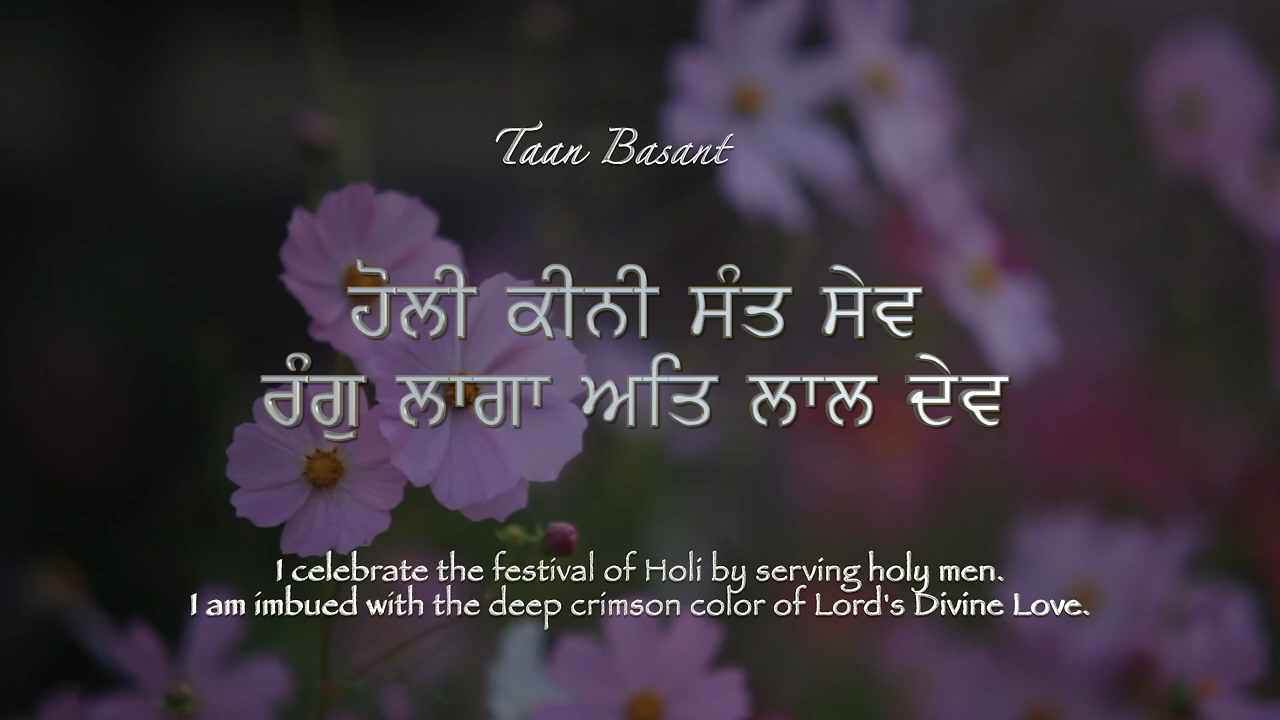 Taan Basant
ਹੋਲੀ ਕੀਨੀ ਸੰਤ ਸੇਵ
ਰੰਗੁ ਲਾਗਾ ਅਤਿ ਲਾਲ ਦੇਵ
I celebrate the festival of Holi by serving holy men.
I am imbued with the deep crimson color of Lord's Divine Love.